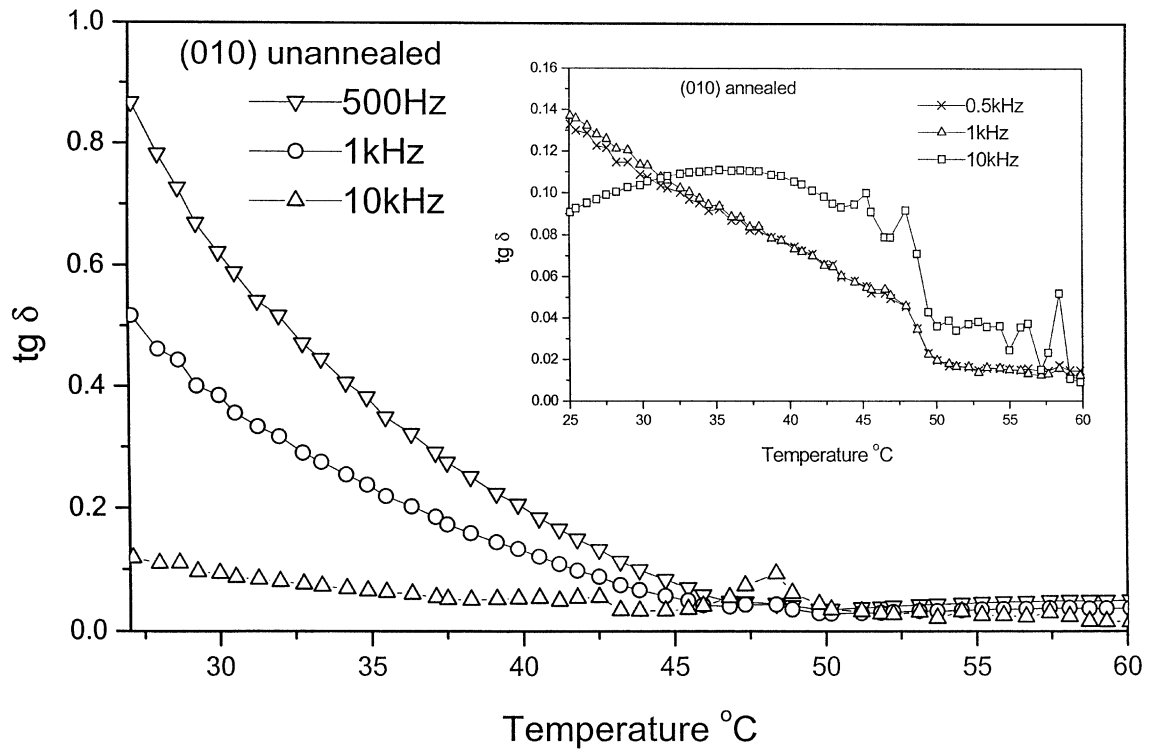 (010) unannealed
500Hz
1kHz
10kHz
1.0
0.8
0.6
0.4
0.2
0.0
tg δ
30
35
40
45
50
55
60
Temperature °C
(010) annealed
0.5kHz
1kHz
10kHz
0.16
0.14
0.12
0.10
0.08
0.06
0.04
0.02
0.00
tg δ
25
30
35
40
45
50
55
60
Temperature °C